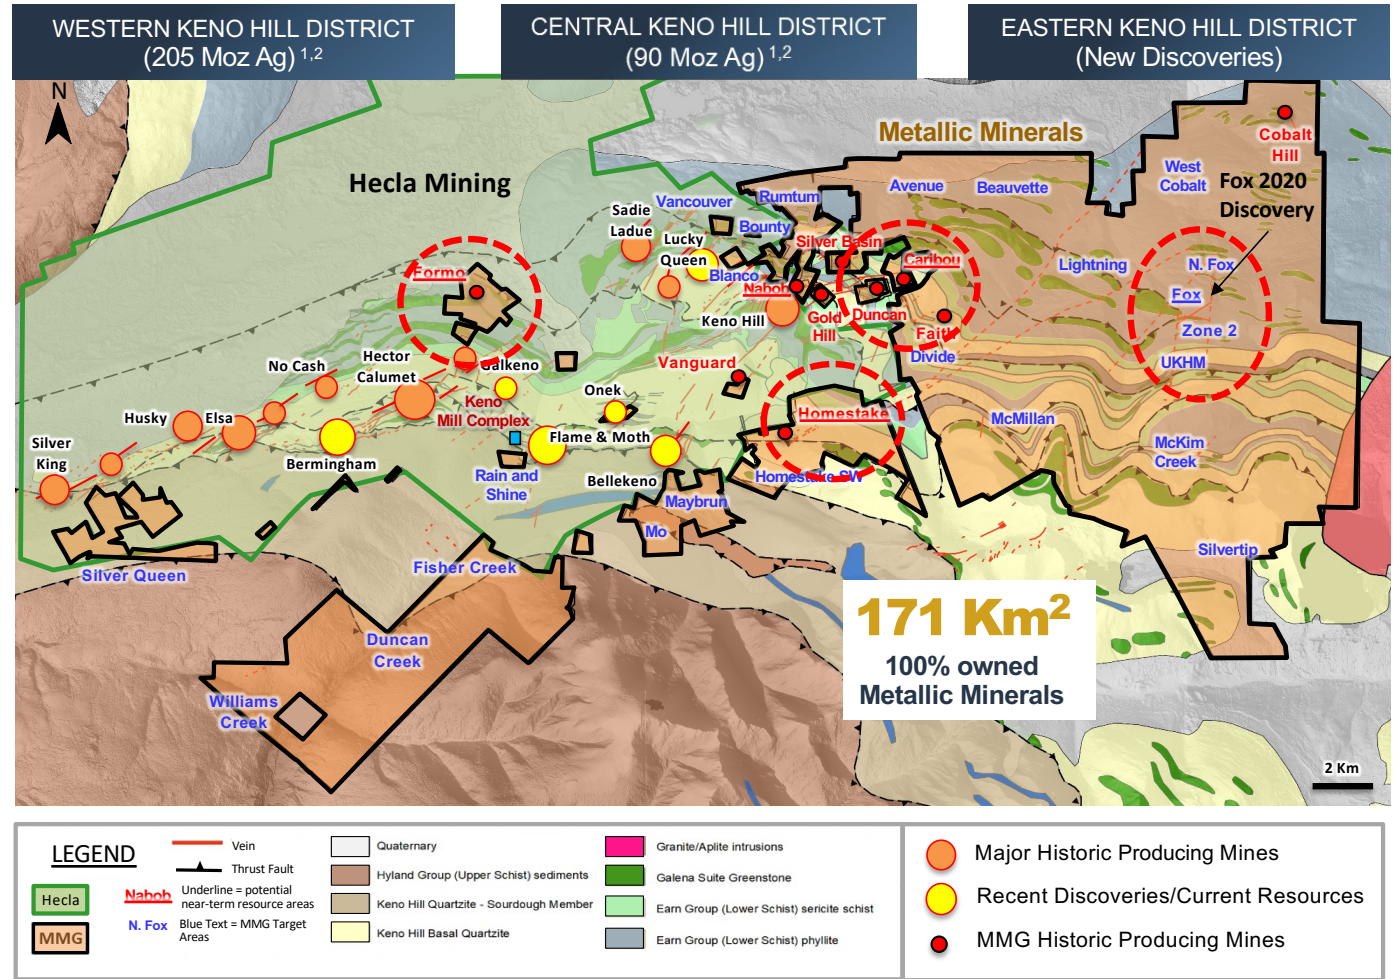 WESTERN KENO HILL DISTRICT
(205 Moz Ag) 1,2
CENTRAL KENO HILL DISTRICT
(90 Moz Ag) 1,2
EASTERN KENO HILL DISTRICT
(New Discoveries)
N
Metallic Minerals
Cobalt
Hill
West
Cobalt
Fox 2020
Discovery
Hecla Mining
Avenue
Beauvette
Rumtum
Vancouver
Sadie
Ladue
Bounty
Lucky
Queen
Silver Basin
Blanco
Caribou
Lightning
N. Fox
Formo
Nabob
Fox
Keno Hill
Gold
Hill
Duncan
Faith
Zone 2
Divide
UKHM
Hector
Calumet
No Cash
Galkeno
Vanguard
Keno
Mill Complex
Onek
Homestake
McMillan
Husky
Elsa
Flame & Moth
McKim
Creek
Silver
King
Bermingham
Rain and
Shine
Bellekeno
Homestake SW
Maybrun
Mo
Silvertip
Silver Queen
Fisher Creek
171 Km2
100% owned
Metallic Minerals
Duncan
Creek
Williams
Creek
2 Km
LEGEND
Hecla
MMG
Vein
Thrust Fault
Nabob
Underline = potential
near-term resource areas
N. Fox
Blue Text = MMG Target
Areas
Quaternary
Hyland Group (Upper Schist) sediments
Keno Hill Quartzite - Sourdough Member
Keno Hill Basal Quartzite
Granite/Aplite intrusions
Galena Suite Greenstone
Earn Group (Lower Schist) sericite schist
Earn Group (Lower Schist) phyllite
Major Historic Producing Mines
Recent Discoveries/Current Resources
MMG Historic Producing Mines